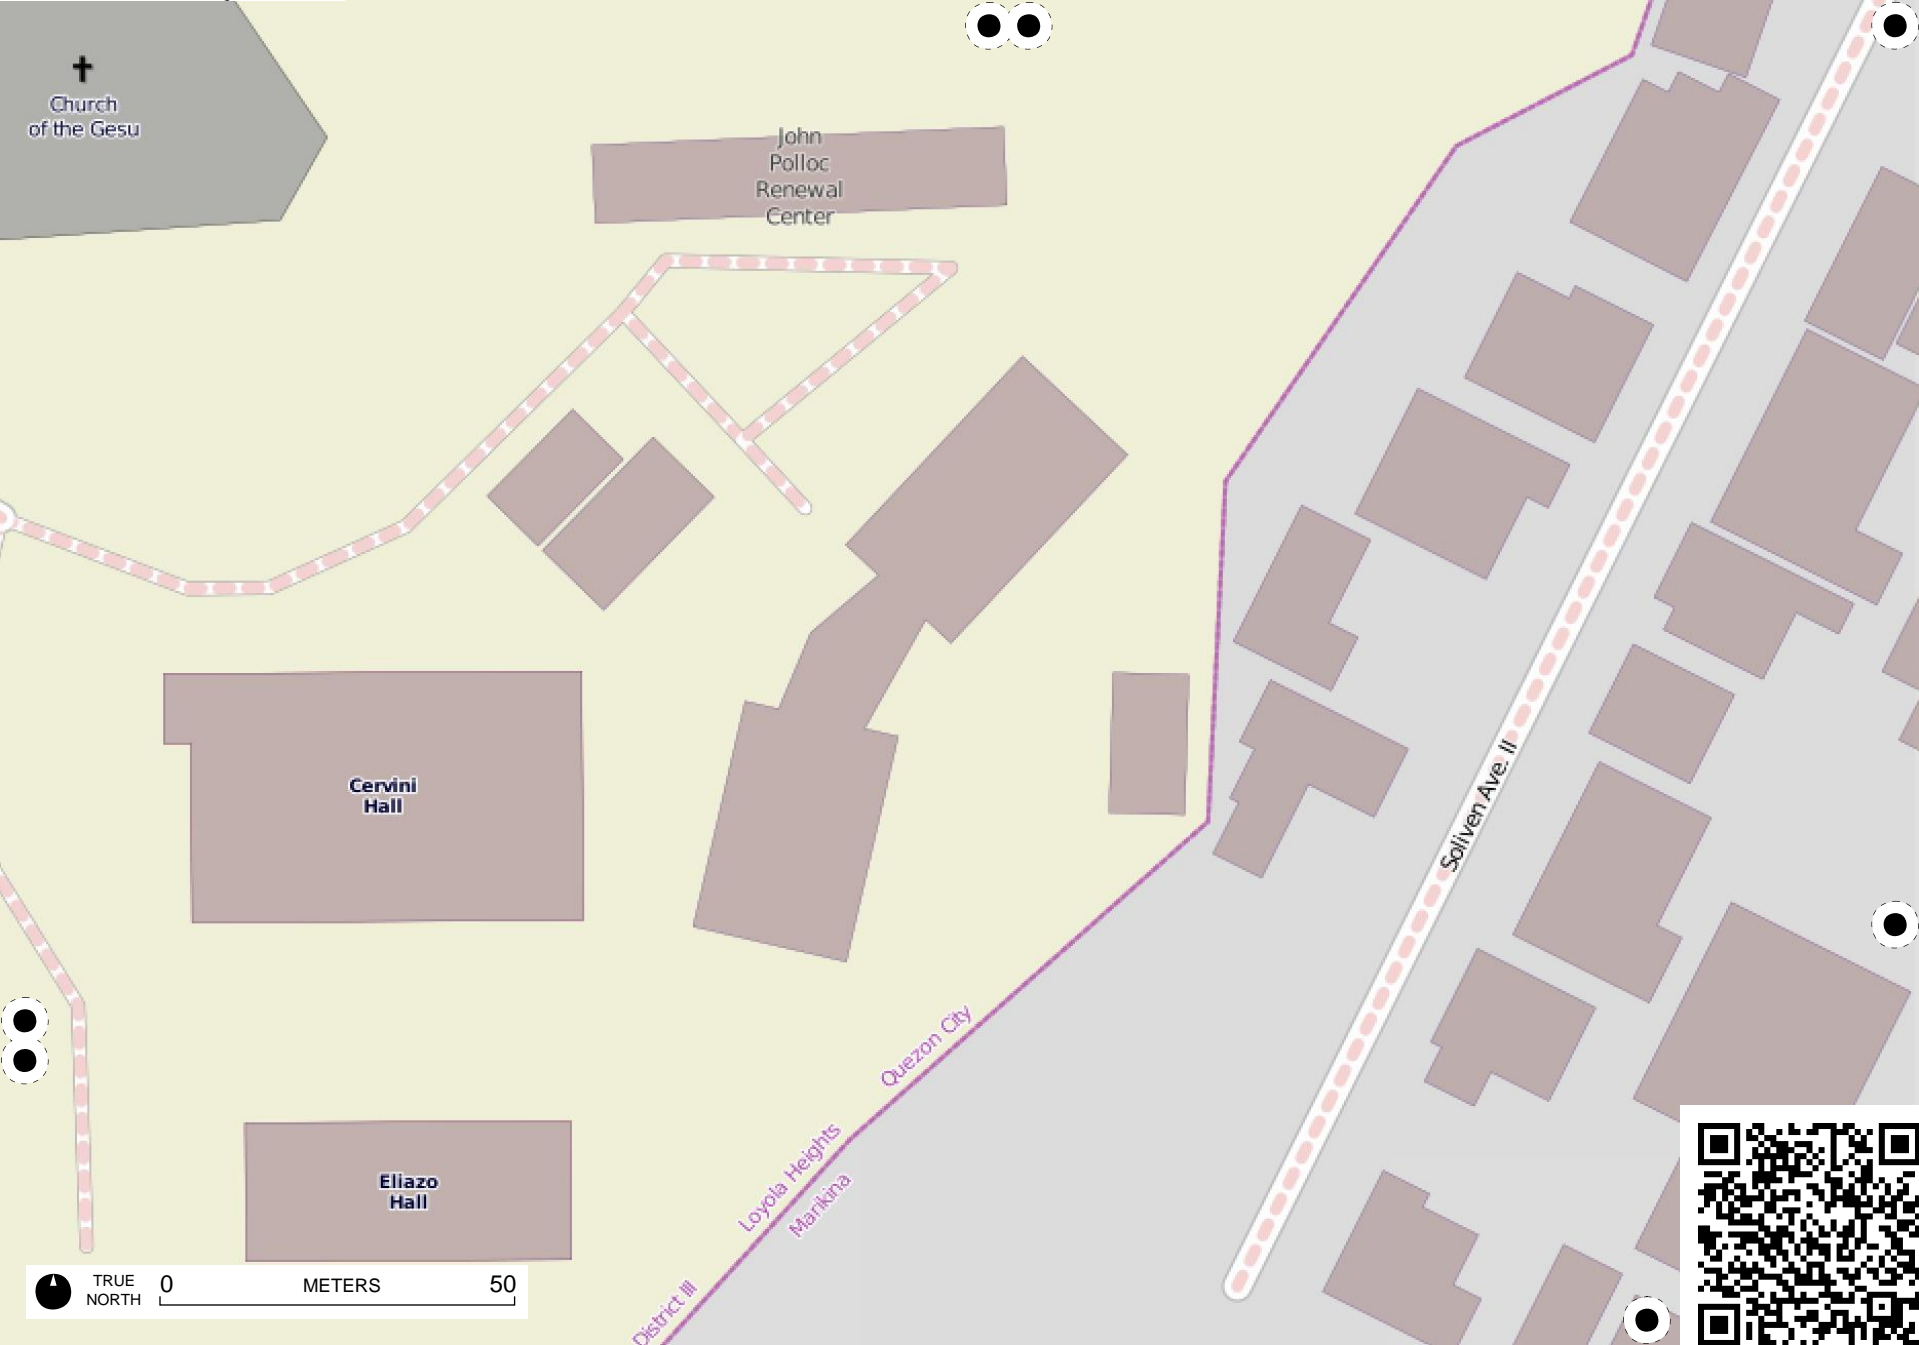 Church
of the Gesu
John
Polloc
Renewal
Center
Cervini
Hall
Soliven Ave. II
Quezon City
Loyola Heights
Marikina
Eliazo
Hall
District III
TRUE
NORTH
0 METERS 50